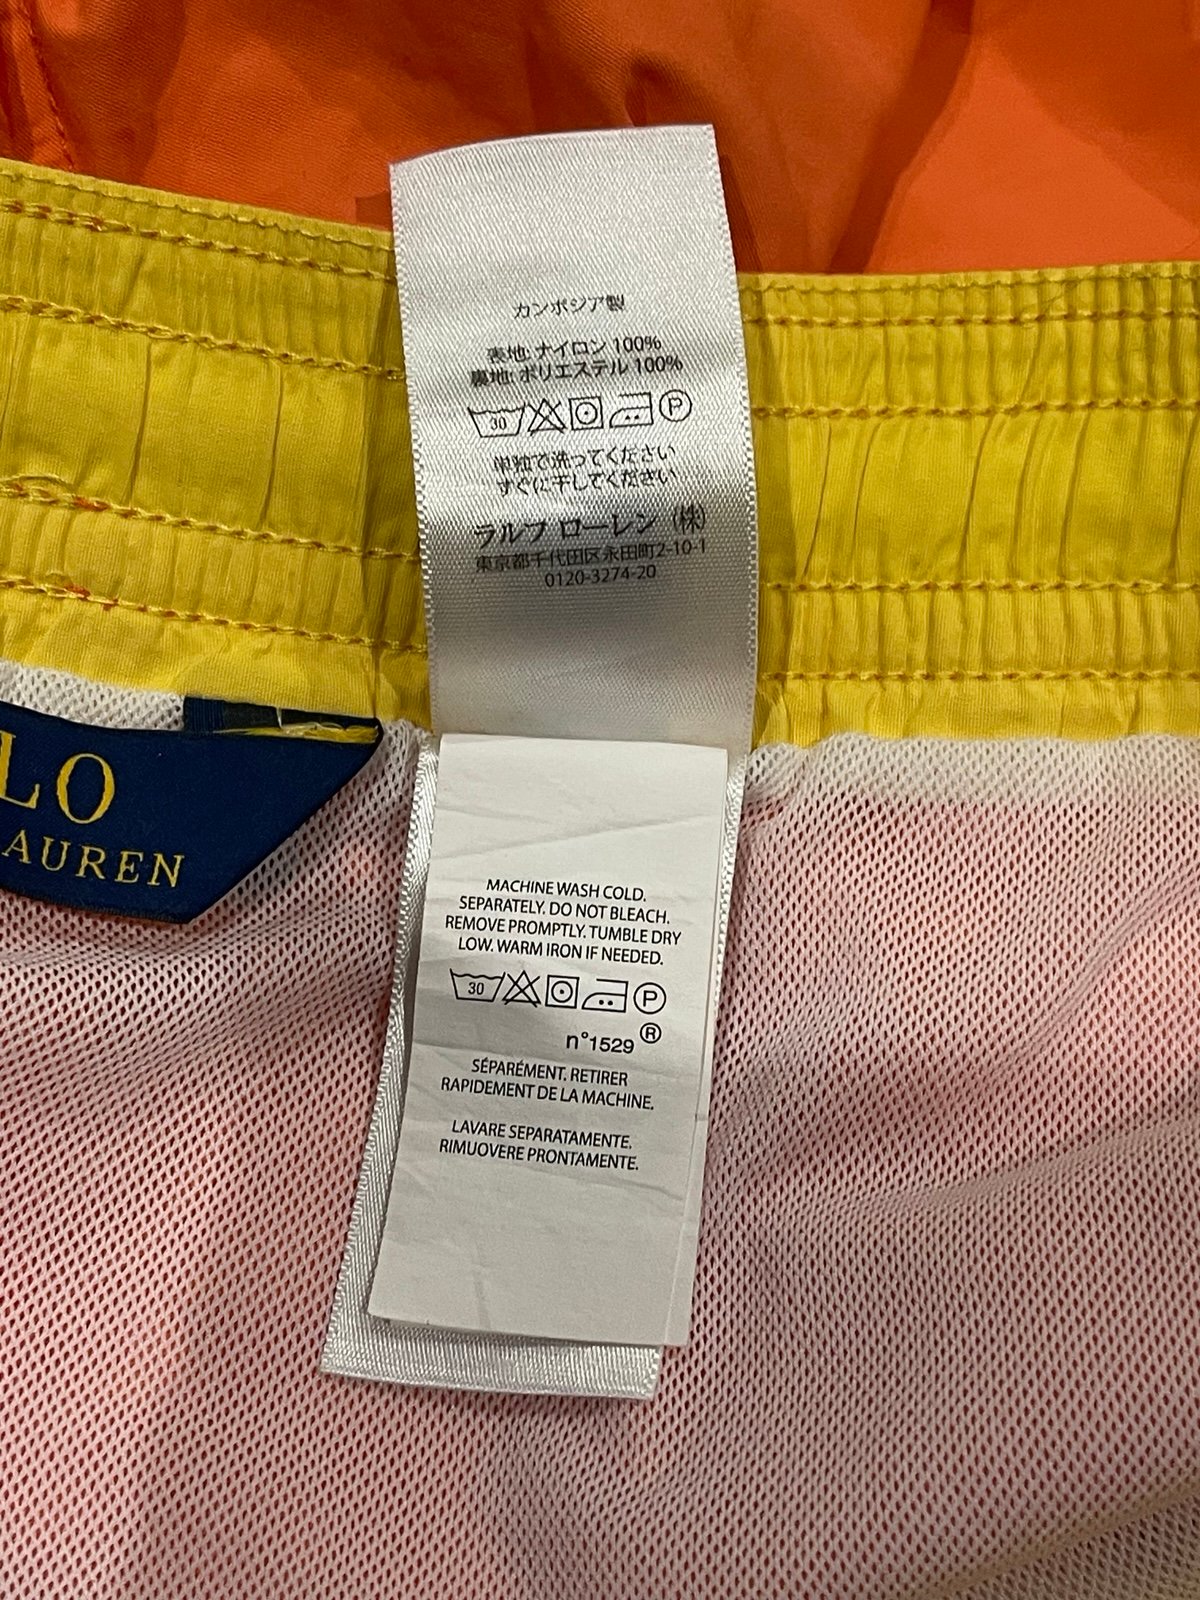 カンボジア製
表地: ナイロン 100%
裏地: ポリエステル 100%
30 P
単独で洗ってください
すぐに干してください
ラルフ ローレン (株)
東京都千代田区永田町2-10-1
0120-3274-20
LO
AUREN
MACHINE WASH COLD.
SEPARATELY. DO NOT BLEACH.
REMOVE PROMPTLY. TUMBLE DRY
LOW. WARM IRON IF NEEDED.
30 P
n°1529 ®
SÉPARÉMENT. RETIRER
RAPIDEMENT DE LA MACHINE.
LAVARE SEPARATAMENTE.
RIMUOVERE PRONTAMENTE.